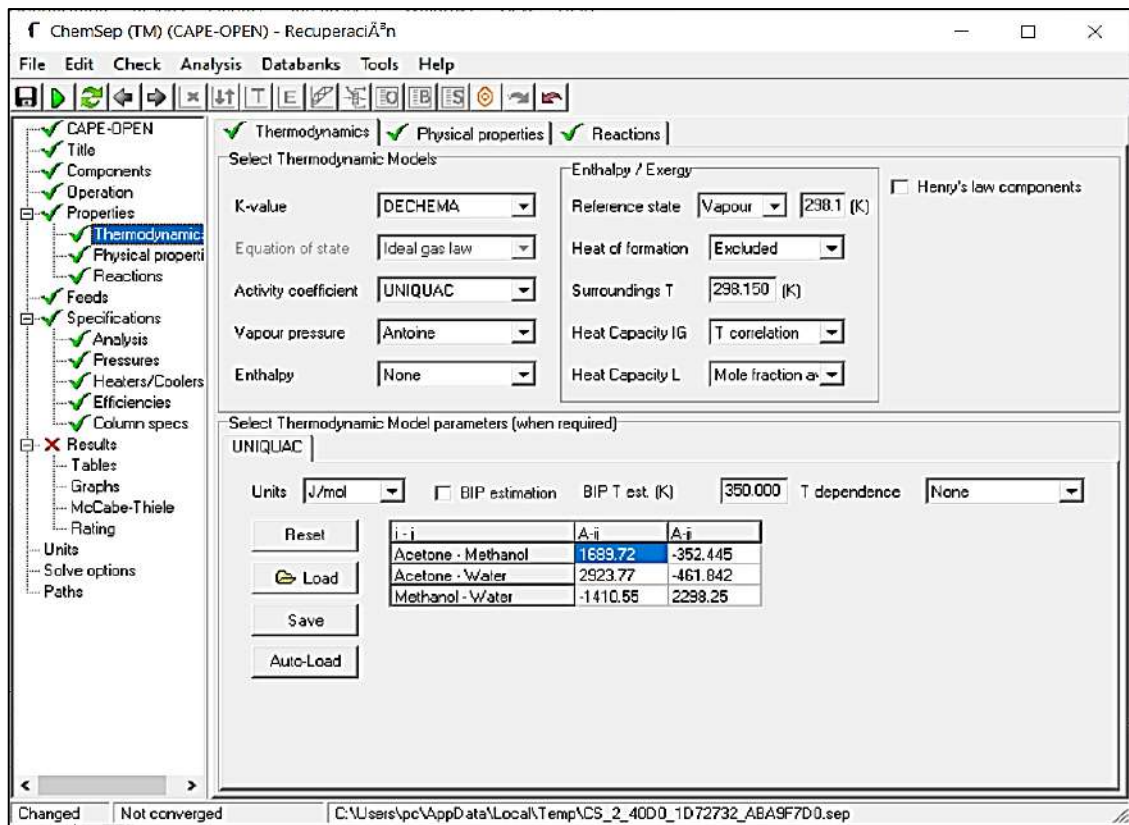 ChemSep (TM) (CAPE-OPEN) - RecuperaciÃ³n
File Edit Check Analysis Databanks Tools Help
CAPE-OPEN
Title
Components
Operation
Properties
Thermodynamic
Physical properti
Reactions
Feeds
Specifications
Analysis
Pressures
Heaters/Coolers
Efficiencies
Column specs
Results
Tables
Graphs
McCabe-Thiele
Rating
Units
Solve options
Paths
Thermodynamics Physical properties Reactions
Select Thermodynamic Models
K-value DECHEMA
Equation of state Ideal gas law
Activity coefficient UNIQUAC
Vapour pressure Antoine
Enthalpy None
Enthalpy / Exergy
Reference state Vapour 298.1 (K)
Heat of formation Excluded
Surroundings T 298.150 (K)
Heat Capacity IG T correlation
Heat Capacity L Mole fraction a
Henry's law components
Select Thermodynamic Model parameters (when required)
UNIQUAC
Units J/mol BIP estimation BIP T est. (K) 350.000 T dependence None
Reset
Load
Save
Auto-Load
i - j A-ij A-ji
Acetone - Methanol 1689.72 -352.445
Acetone - Water 2923.77 -461.842
Methanol - Water -1410.55 2298.25
Changed Not converged C:\Users\pc\AppData\Local\Temp\CS_2_40D0_1D72732_ABA9F7D0.sep